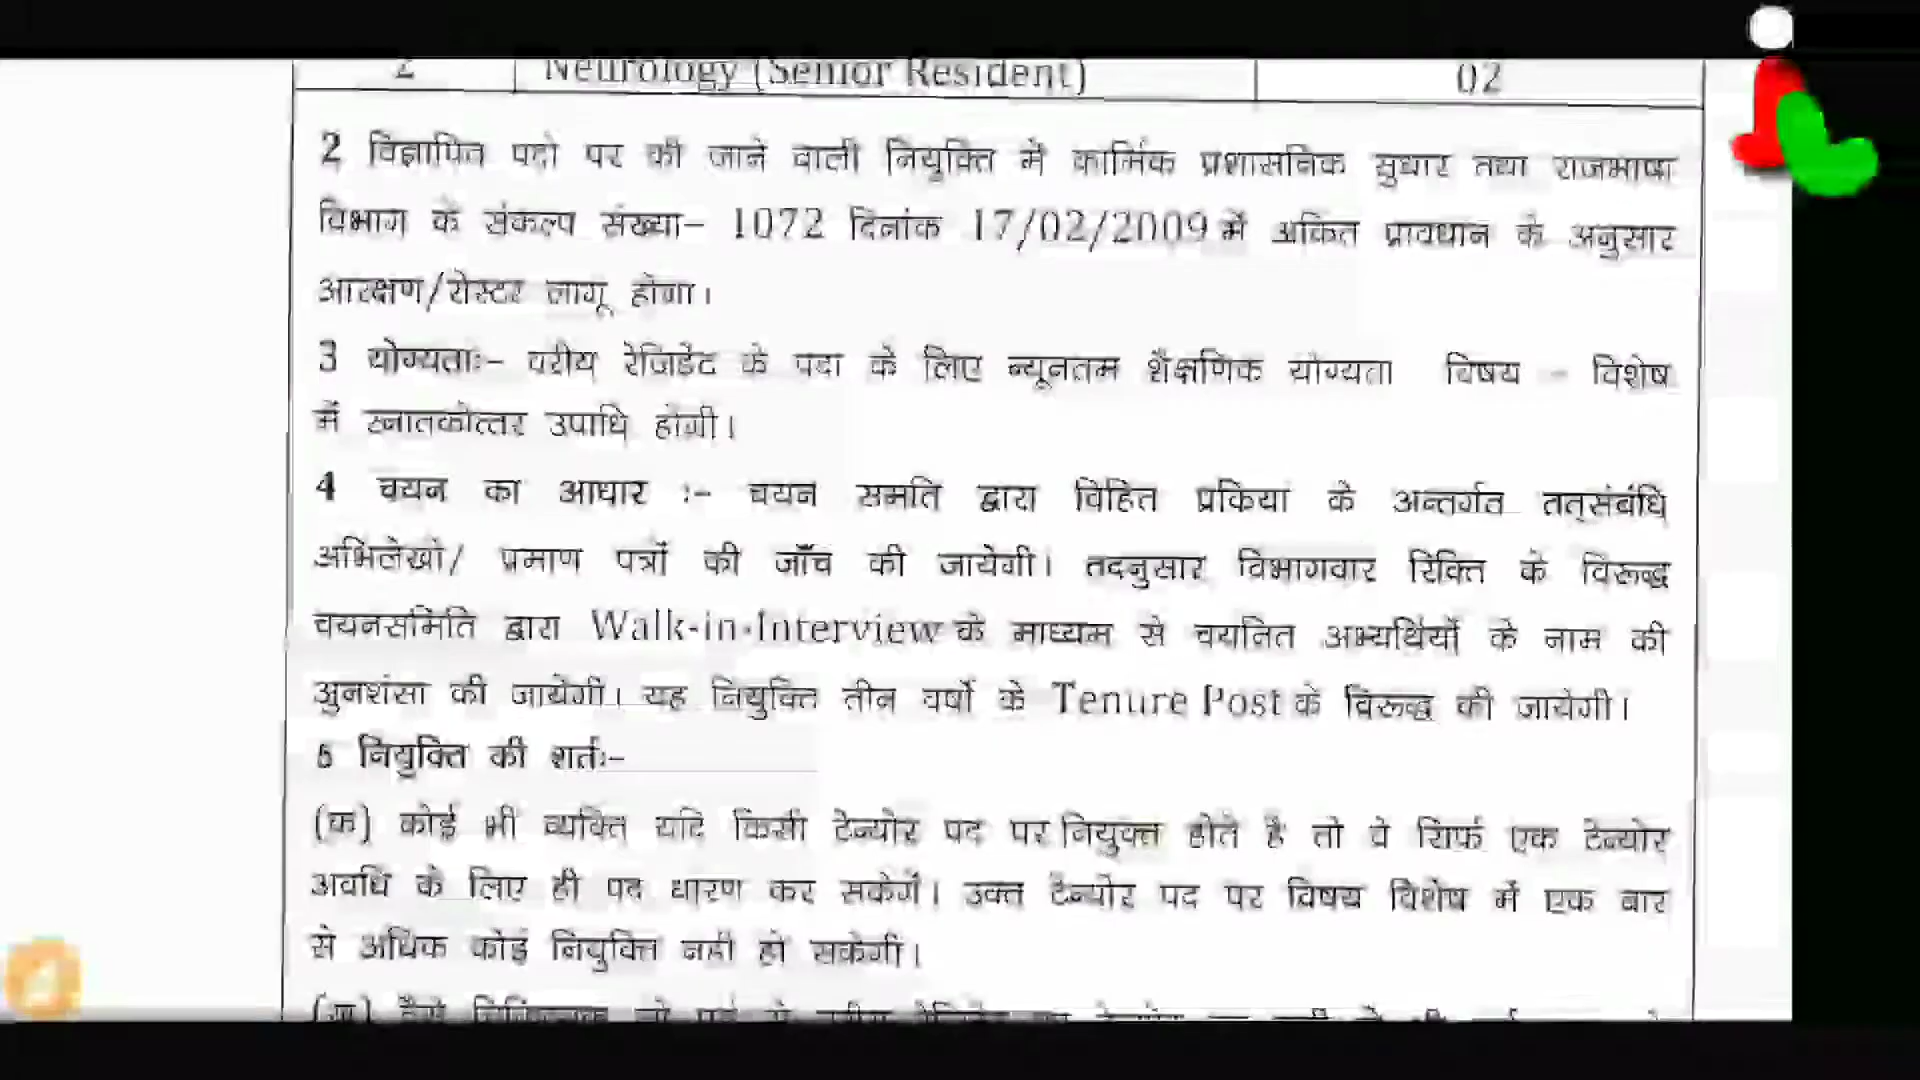 2 Neurology (Senior Resident) 02
2 विज्ञापित पदो पर की जाने वाली नियुक्ति में कार्मिक प्रशासनिक सुधार तथा राजभाषा
विभाग के संकल्प संख्या– 1072 दिनांक 17/02/2009 में अंकित प्रावधान के अनुसार
आरक्षण/रोस्टर लागू होगा।
3 योग्यताः– वरीय रेजिडेंट के पदा के लिए न्यूनतम शैक्षणिक योग्यता विषय – विशेष
में स्नातकोत्तर उपाधि होगी।
4 चयन का आधार :– चयन समति द्वारा विहित प्रकिया के अन्तर्गत तत्संबंधि
अभिलेखो/ प्रमाण पत्रों की जाँच की जायेगी। तदनुसार विभागवार रिक्ति के विरूद्ध
चयनसमिति द्वारा Walk-in-Interview के माध्यम से चयनित अभ्यर्थियों के नाम की
अुनशंसा की जायेगी। यह नियुक्ति तीन वर्षो के Tenure Post के विरूद्ध की जायेगी।
5 नियुक्ति की शर्तः–
(क) कोई भी व्यक्ति यदि किसी टेन्योर पद पर नियुक्त होते है तो वे सिर्फ एक टेन्योर
अवधि के लिए ही पद धारण कर सकेगें। उक्त टेन्योर पद पर विषय विशेष में एक बार
से अधिक कोई नियुक्ति नही हो सकेगी।